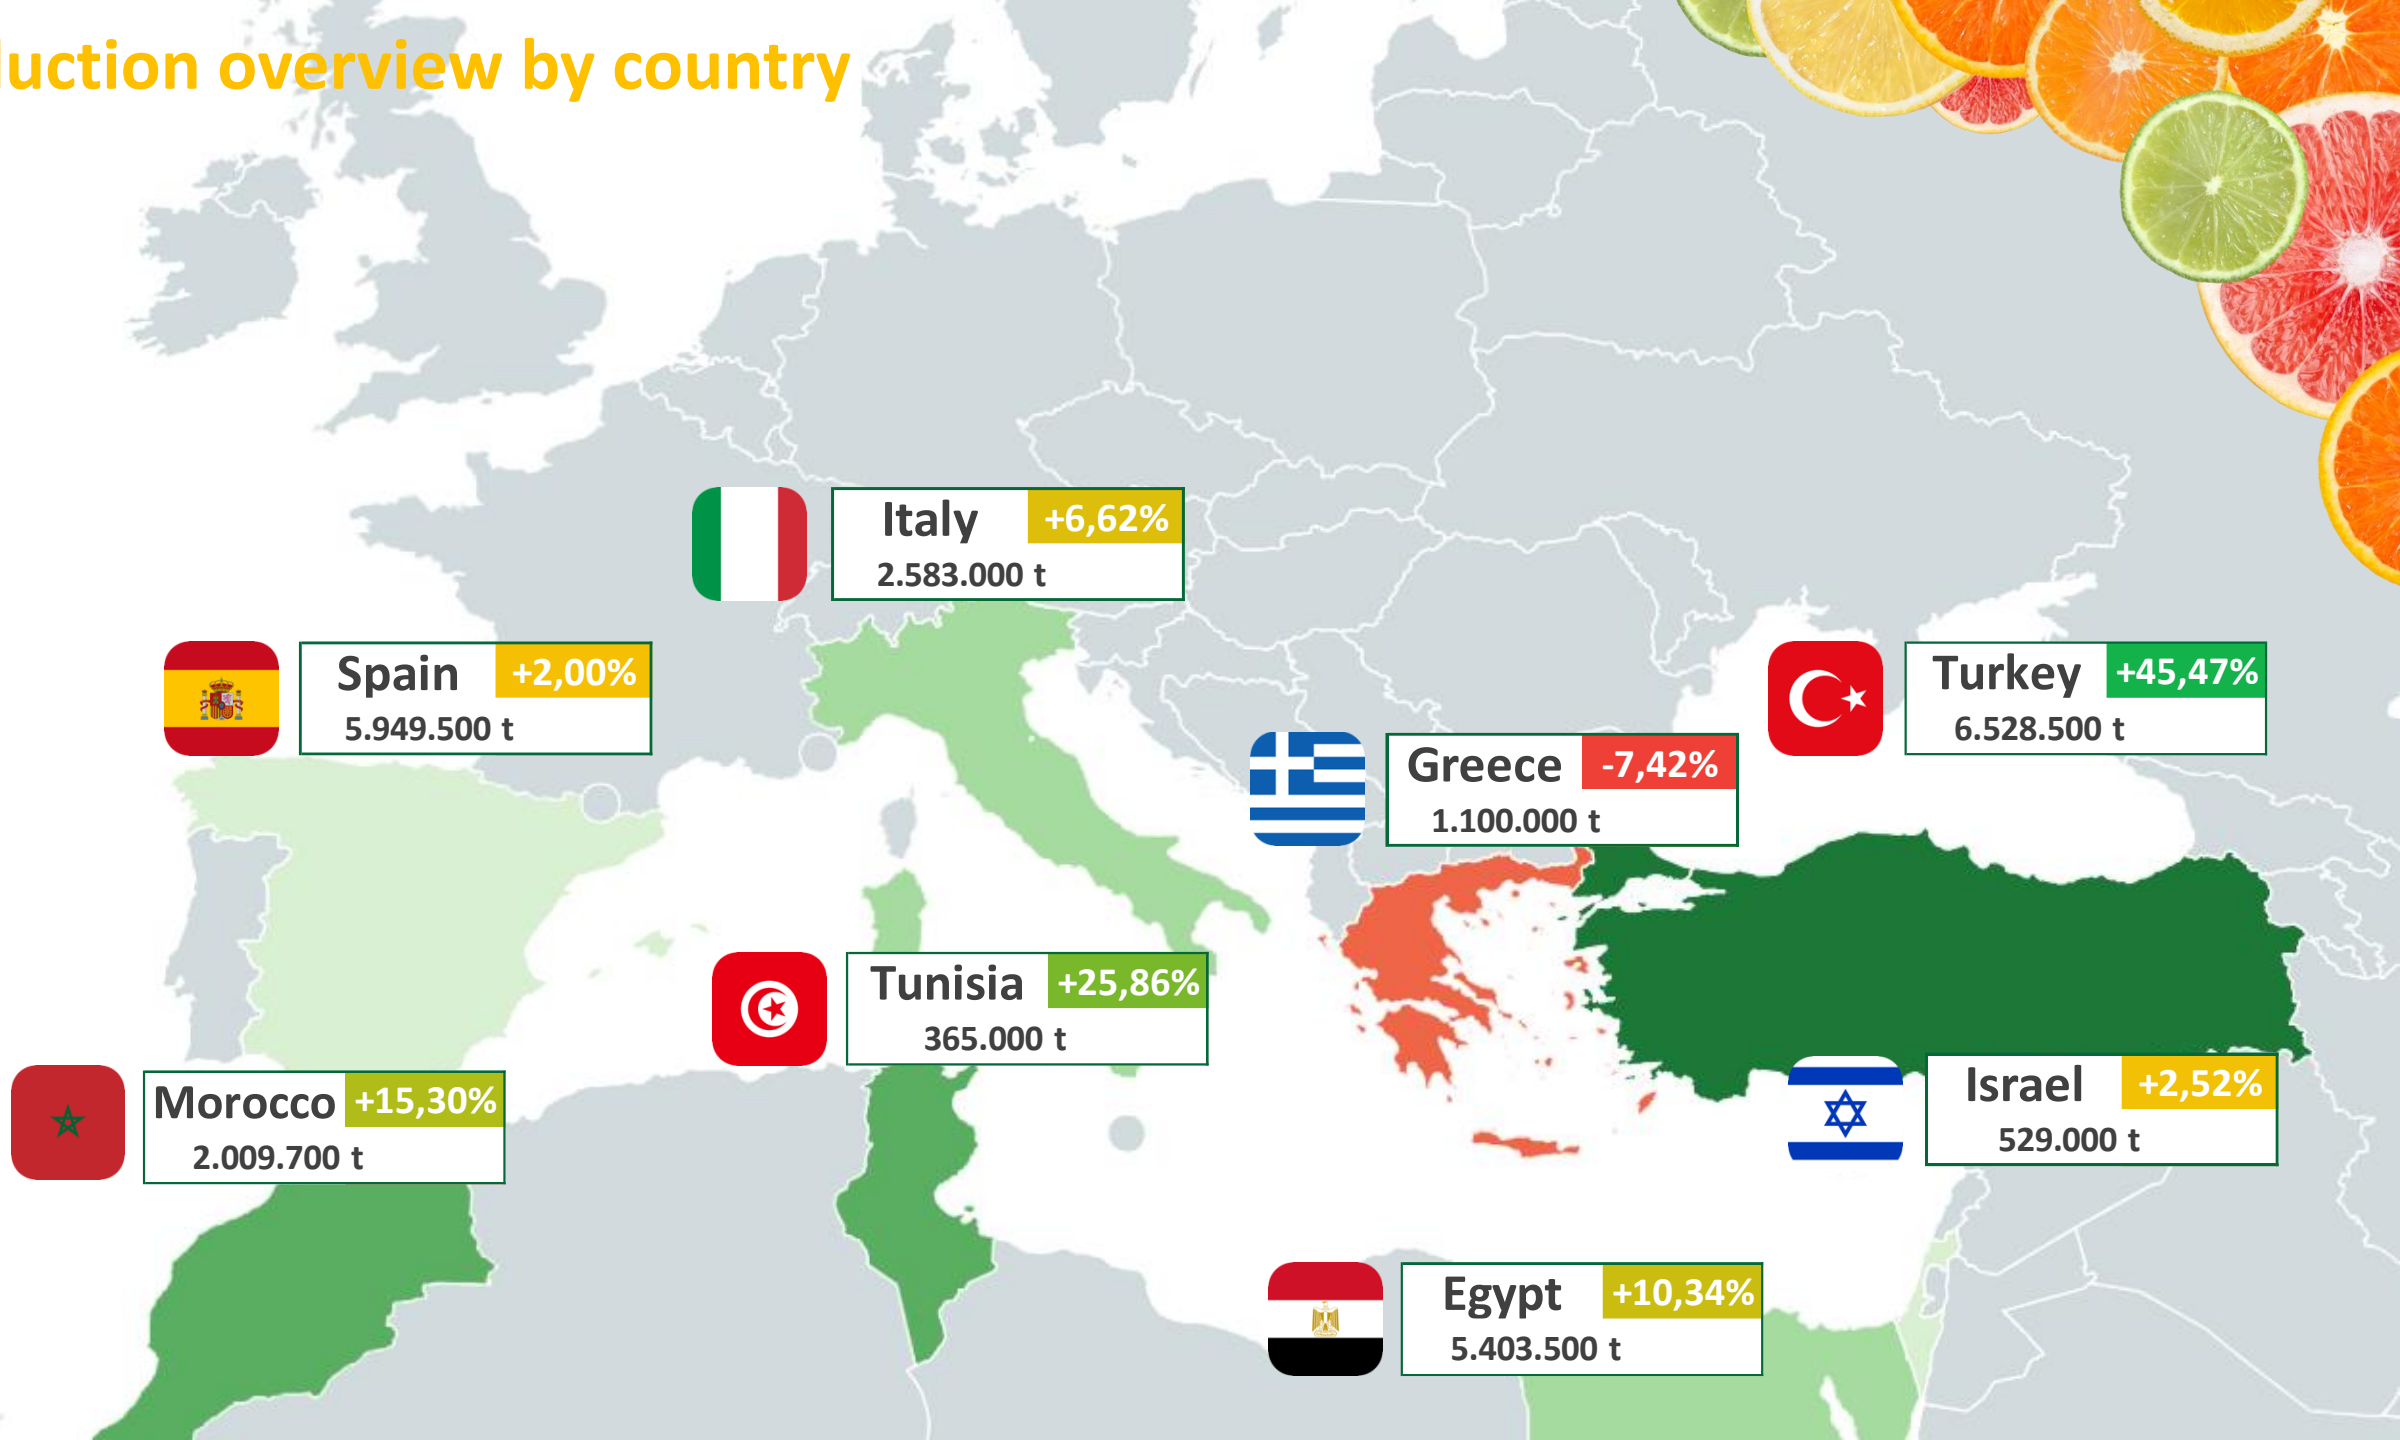 uction overview by country
Italy +6,62%
2.583.000 t
Spain +2,00%
5.949.500 t
Turkey +45,47%
6.528.500 t
Greece -7,42%
1.100.000 t
Tunisia +25,86%
365.000 t
Morocco +15,30%
2.009.700 t
Israel +2,52%
529.000 t
Egypt +10,34%
5.403.500 t